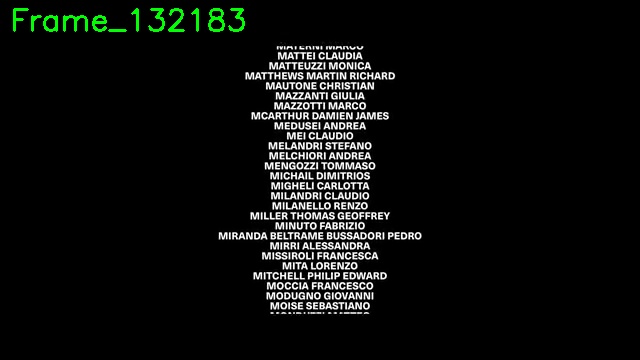 Frame_132183
MATERNI MARCO
MATTEI CLAUDIA
MATTEUZZI MONICA
MATTHEWS MARTIN RICHARD
MAUTONE CHRISTIAN
MAZZANTI GIULIA
MAZZOTTI MARCO
MCARTHUR DAMIEN JAMES
MEDUSEI ANDREA
MEI CLAUDIO
MELANDRI STEFANO
MELCHIORI ANDREA
MENGOZZI TOMMASO
MICHAIL DIMITRIOS
MIGHELI CARLOTTA
MILANDRI CLAUDIO
MILANELLO RENZO
MILLER THOMAS GEOFFREY
MINUTO FABRIZIO
MIRANDA BELTRAME BUSSADORI PEDRO
MIRRI ALESSANDRA
MISSIROLI FRANCESCA
MITA LORENZO
MITCHELL PHILIP EDWARD
MOCCIA FRANCESCO
MODUGNO GIOVANNI
MOISE SEBASTIANO